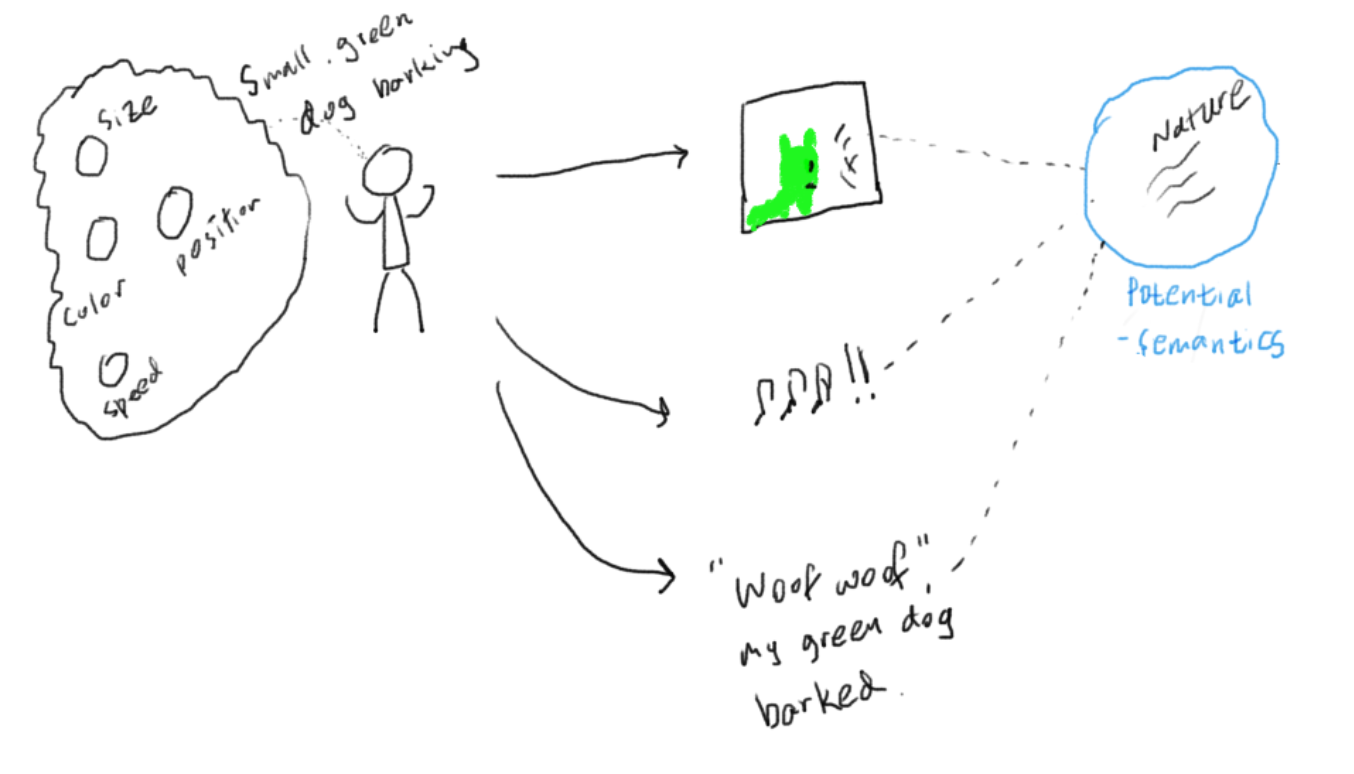 Small green
dog barking
Size
position
color
speed
Nature
Potential
-Semantics
!!
"Woof woof",
my green dog
barked.